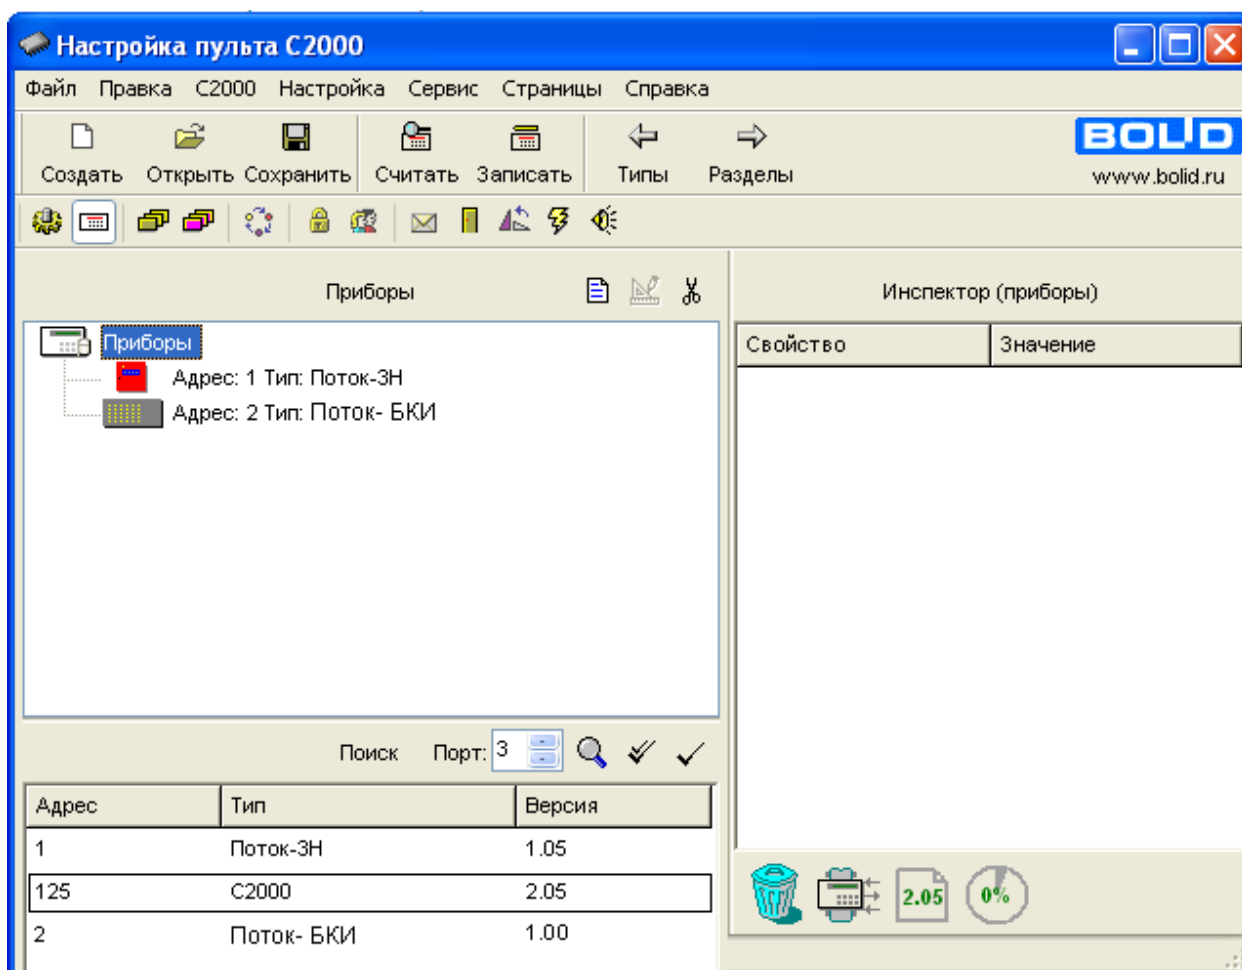 Настройка пульта С2000
Файл Правка С2000 Настройка Сервис Страницы Справка
Создать Открыть Сохранить Считать Записать Типы Разделы
BOLID
www.bolid.ru
Приборы
Приборы
Адрес: 1 Тип: Поток-3Н
Адрес: 2 Тип: Поток- БКИ
Поиск Порт: 3
Адрес Тип Версия
1 Поток-3Н 1.05
125 С2000 2.05
2 Поток- БКИ 1.00
Инспектор (приборы)
Свойство Значение
2.05 0%